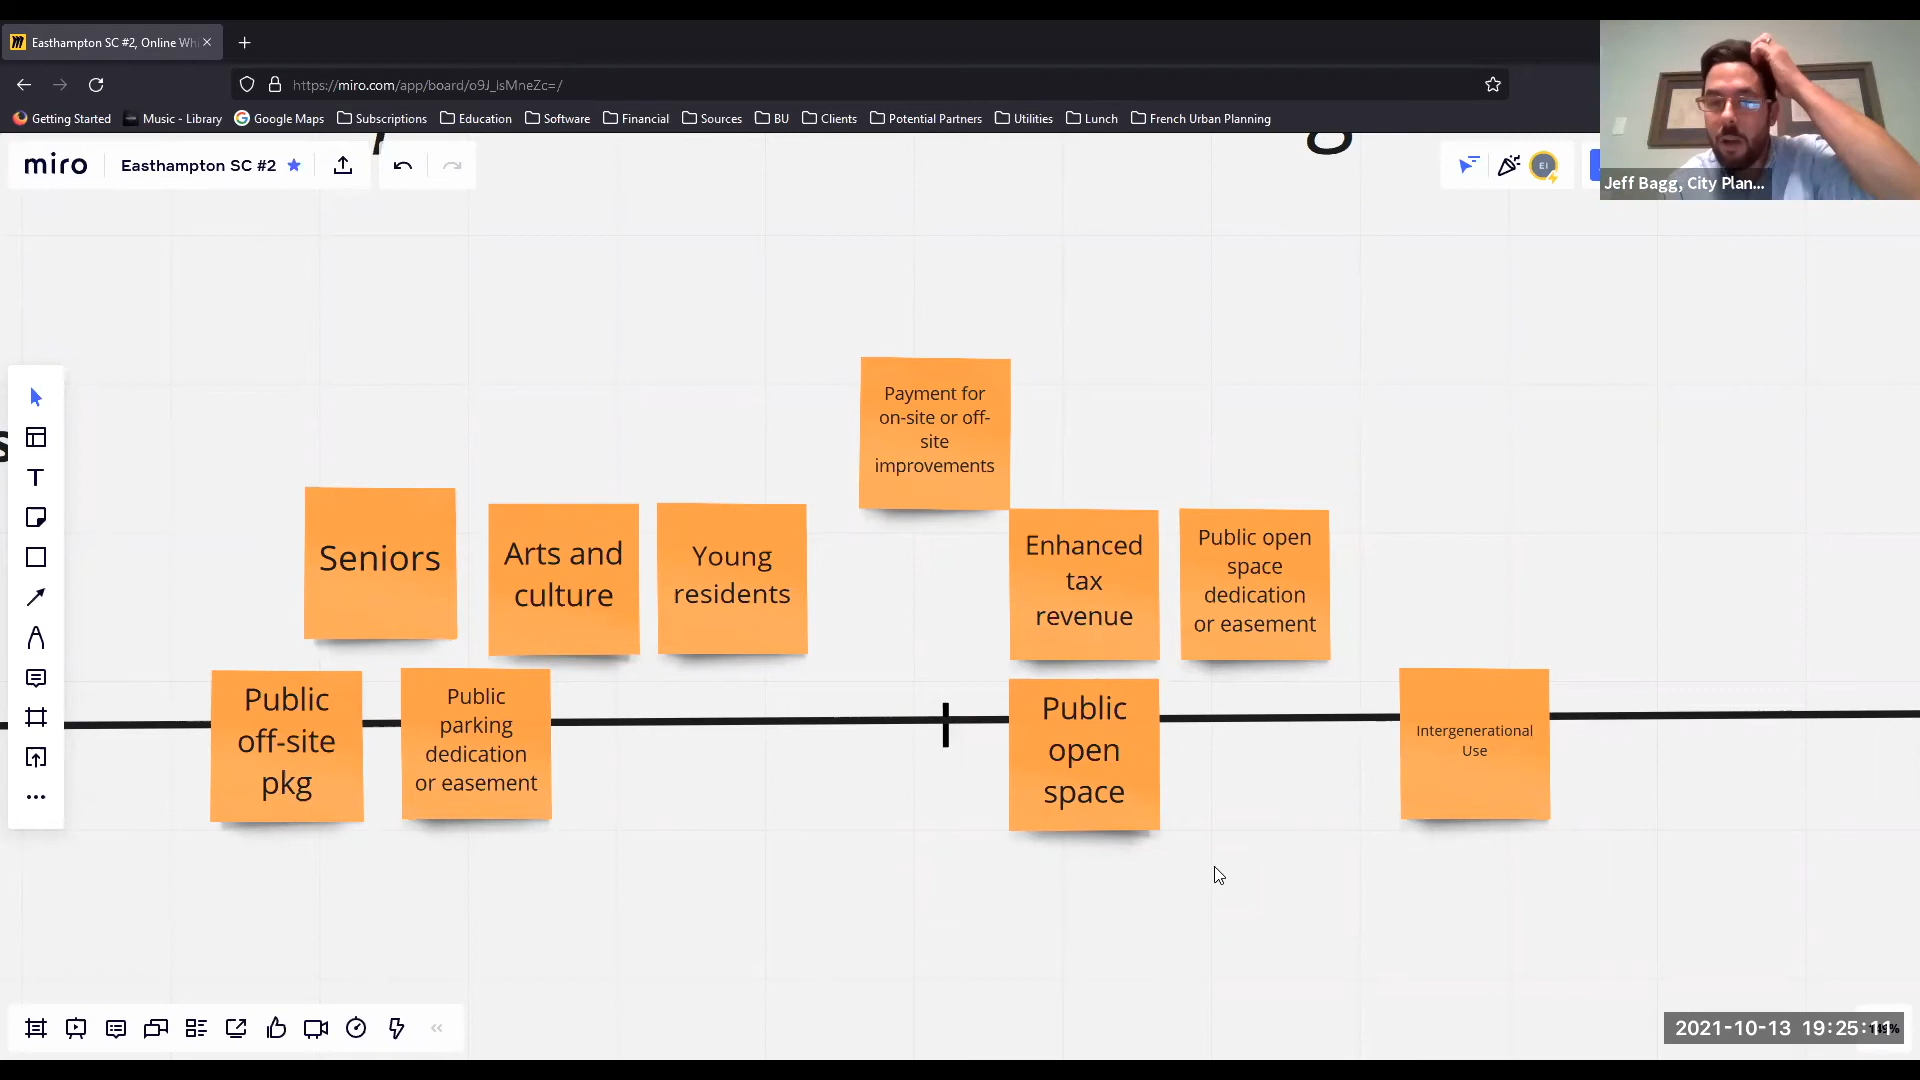 Easthampton SC #2, Online Whi
https://miro.com/app/board/o9J_lsMneZc=/
Getting Started
Music - Library
Google Maps
Subscriptions
Education
Software
Financial
Sources
BU
Clients
Potential Partners
Utilities
Lunch
French Urban Planning
miro
Easthampton SC #2
EI
Jeff Bagg, City Plan...
Payment for
on-site or off-
site
improvements
Seniors
Arts and
culture
Young
residents
Enhanced
tax
revenue
Public open
space
dedication
or easement
Public
off-site
pkg
Public
parking
dedication
or easement
Public
open
space
Intergenerational
Use
2021-10-13 19:25:11